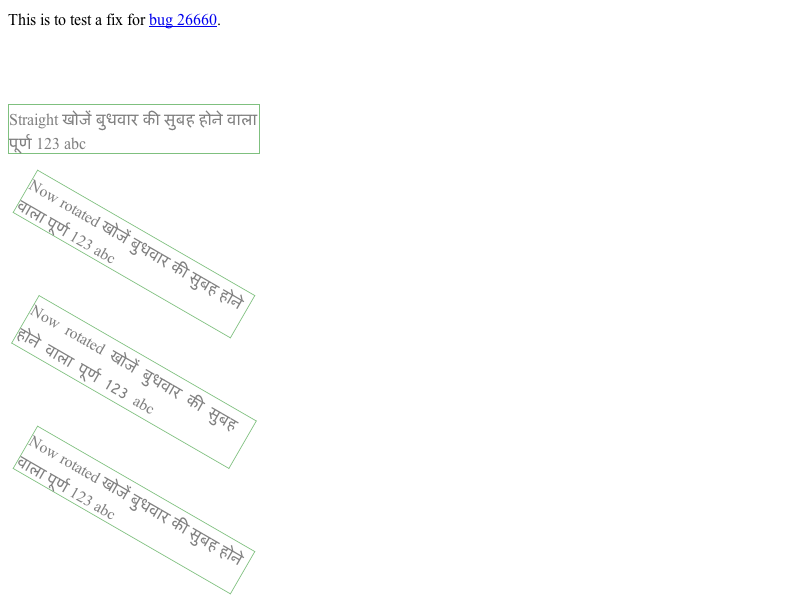 This is to test a fix for bug 26660.
Straight खोजें बुधवार की सुबह होने वाला
पूर्ण 123 abc
Now rotated खोजें बुधवार की सुबह होने
वाला पूर्ण 123 abc
Now rotated खोजें बुधवार की सुबह
होने वाला पूर्ण 123 abc
Now rotated खोजें बुधवार की सुबह होने
वाला पूर्ण 123 abc